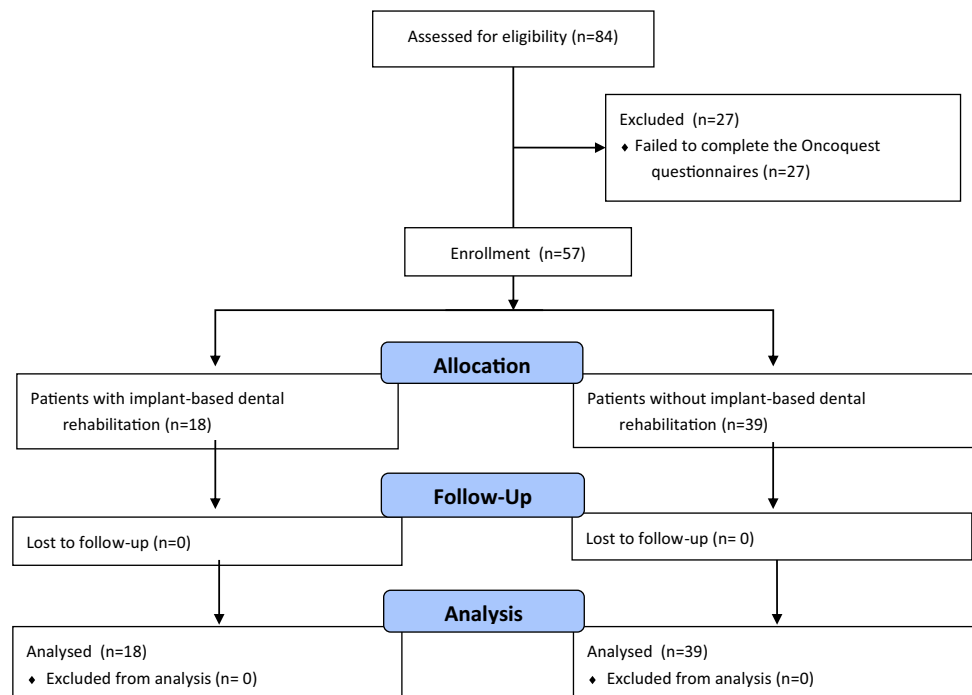 Assessed for eligibility (n=84)
Excluded (n=27)
♦ Failed to complete the Oncoquest
questionnaires (n=27)
Enrollment (n=57)
Allocation
Patients with implant-based dental
rehabilitation (n=18)
Patients without implant-based dental
rehabilitation (n=39)
Follow-Up
Lost to follow-up (n=0)
Lost to follow-up (n= 0)
Analysis
Analysed (n=18)
♦ Excluded from analysis (n= 0)
Analysed (n=39)
♦ Excluded from analysis (n=0)